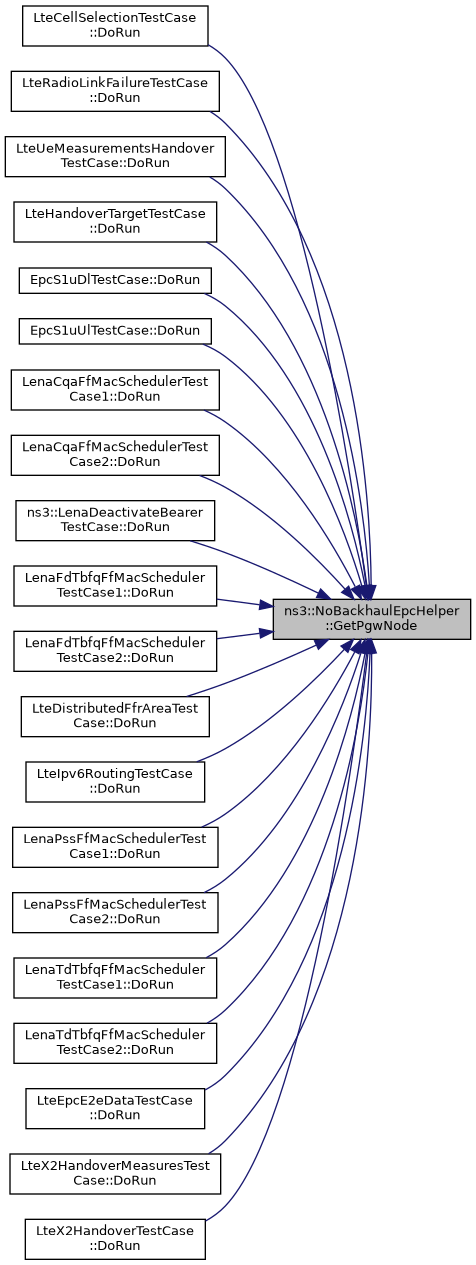 LteCellSelectionTestCase
::DoRun
LteRadioLinkFailureTestCase
::DoRun
LteUeMeasurementsHandover
TestCase::DoRun
LteHandoverTargetTestCase
::DoRun
EpcS1uDlTestCase::DoRun
EpcS1uUlTestCase::DoRun
LenaCqaFfMacSchedulerTest
Case1::DoRun
LenaCqaFfMacSchedulerTest
Case2::DoRun
ns3::LenaDeactivateBearer
TestCase::DoRun
LenaFdTbfqFfMacScheduler
TestCase1::DoRun
ns3::NoBackhaulEpcHelper
::GetPgwNode
LenaFdTbfqFfMacScheduler
TestCase2::DoRun
LteDistributedFfrAreaTest
Case::DoRun
LteIpv6RoutingTestCase
::DoRun
LenaPssFfMacSchedulerTest
Case1::DoRun
LenaPssFfMacSchedulerTest
Case2::DoRun
LenaTdTbfqFfMacScheduler
TestCase1::DoRun
LenaTdTbfqFfMacScheduler
TestCase2::DoRun
LteEpcE2eDataTestCase
::DoRun
LteX2HandoverMeasuresTest
Case::DoRun
LteX2HandoverTestCase
::DoRun